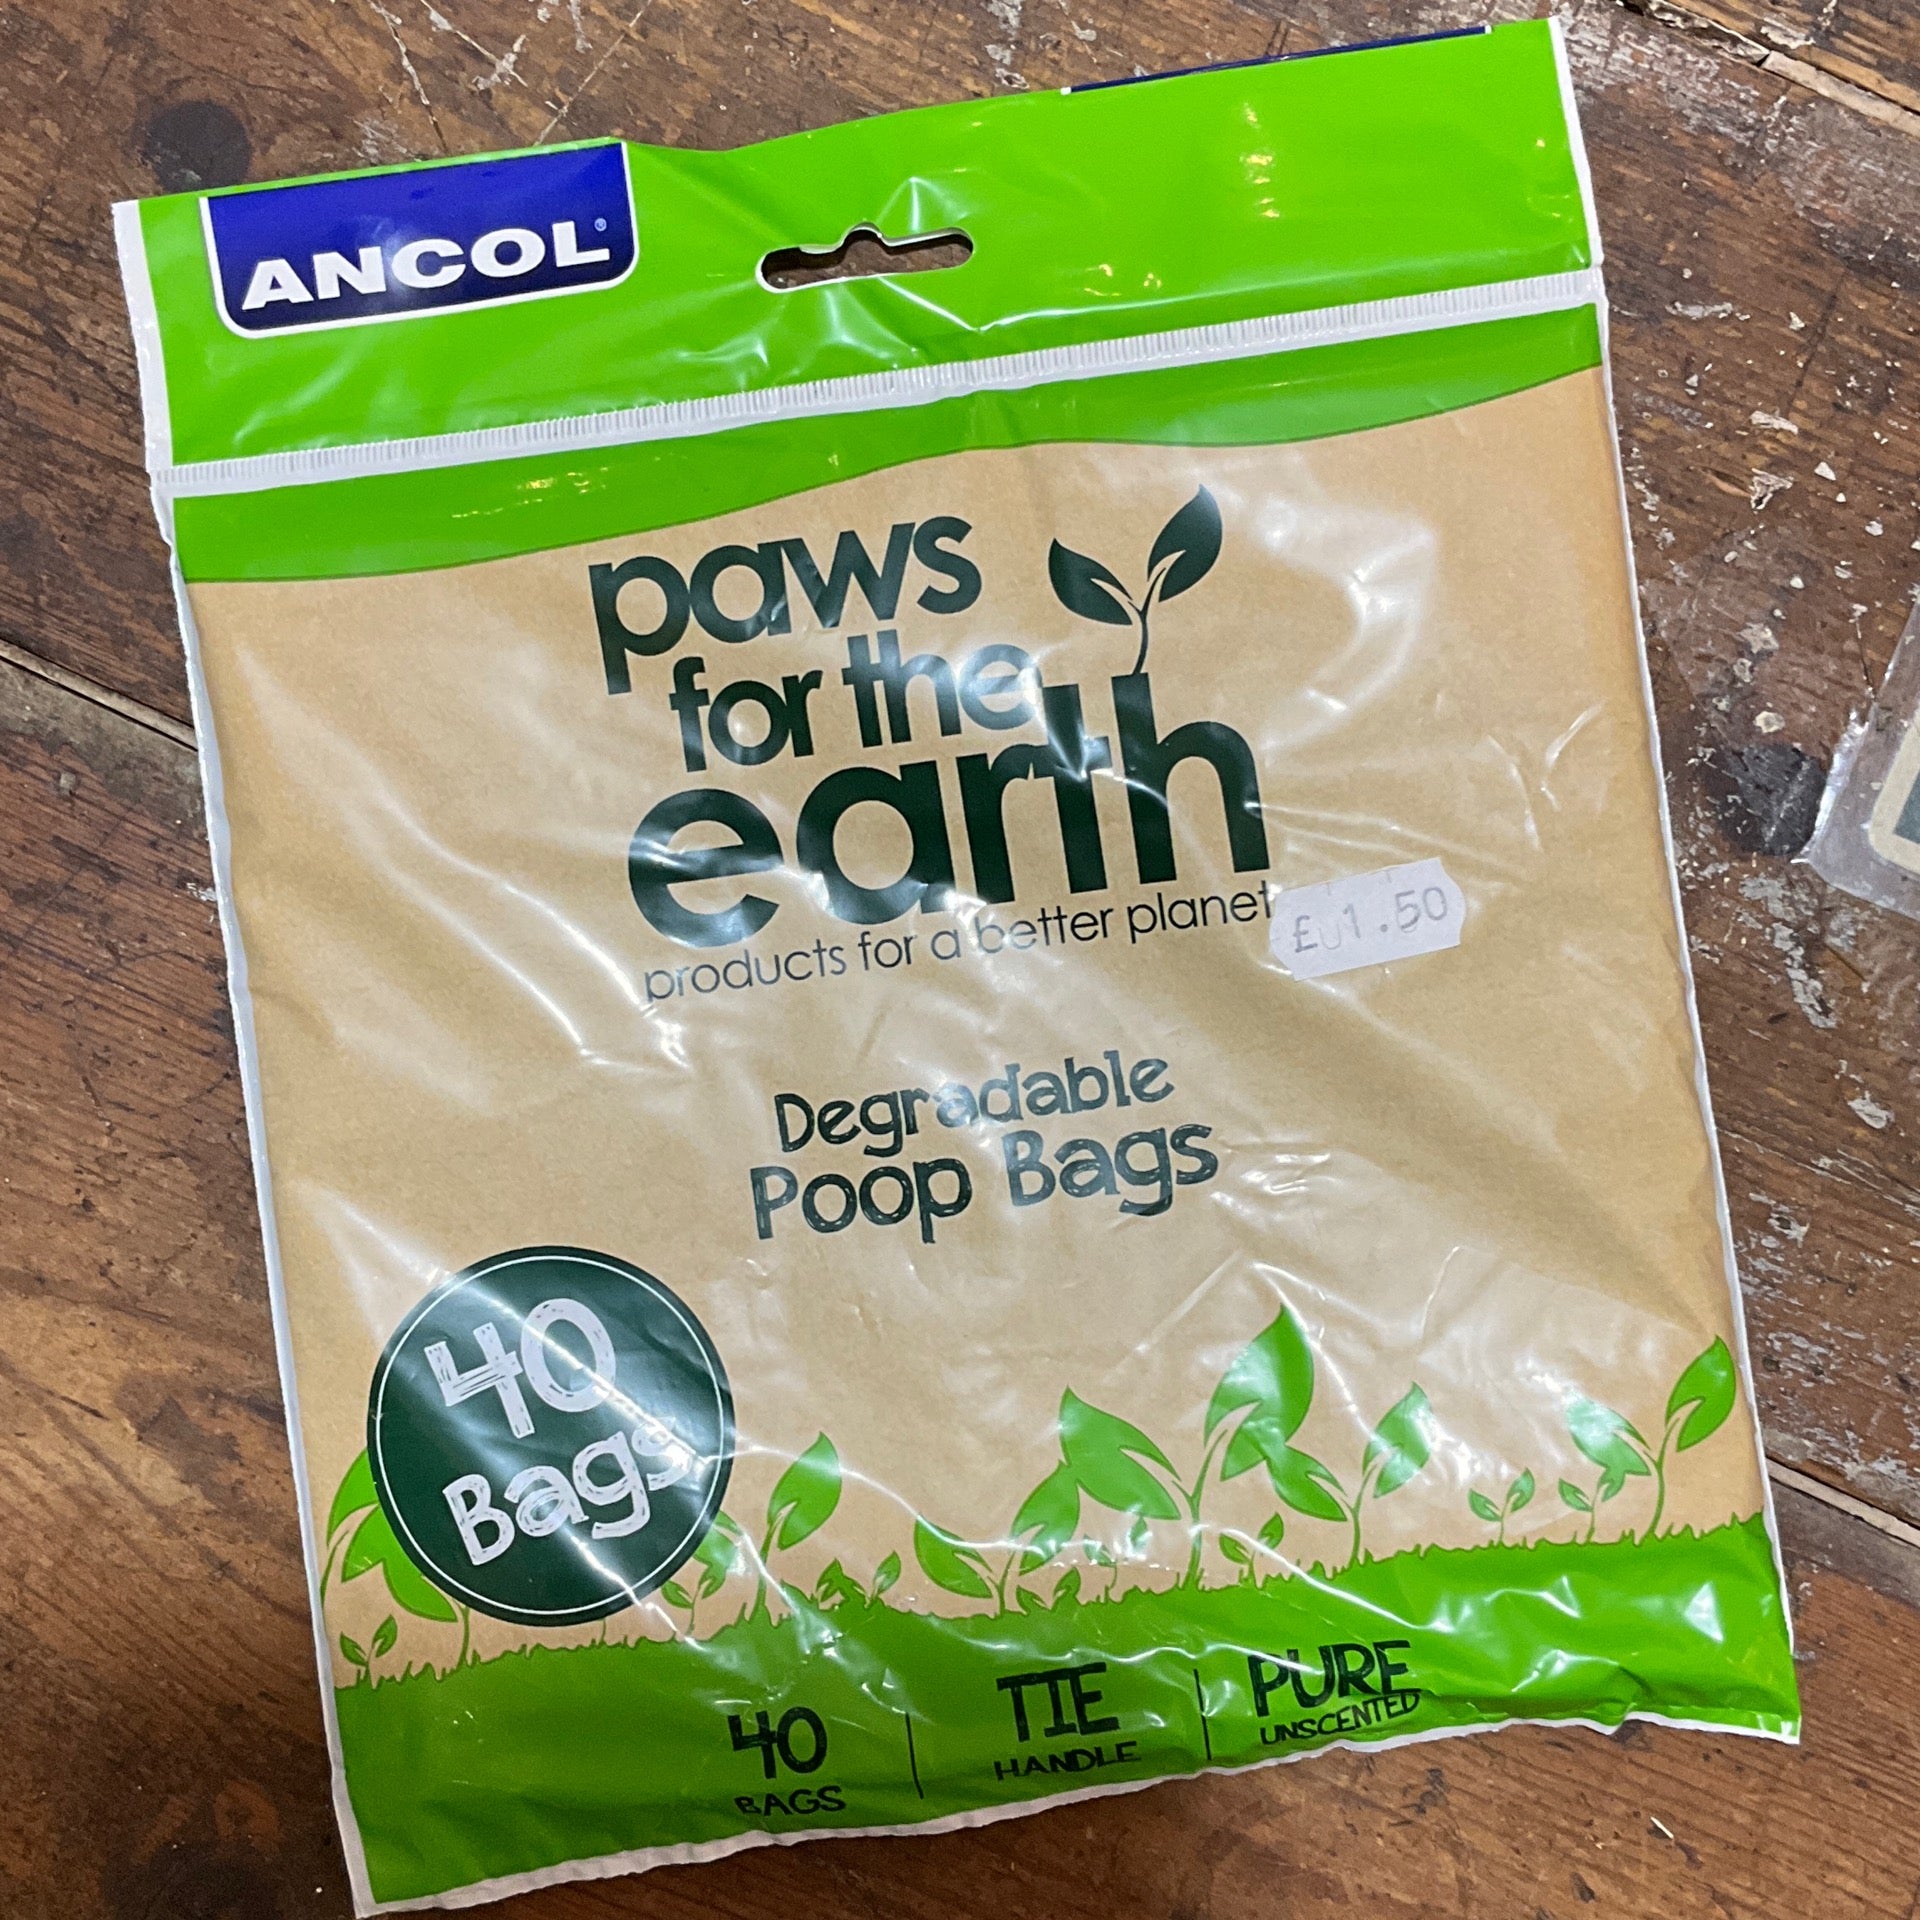 ANCOL®
paws
for the
earth
products for a better planet
£1.50
Degradable
Poop Bags
40
Bags
40
BAGS
TIE
HANDLE
PURE
UNSCENTED